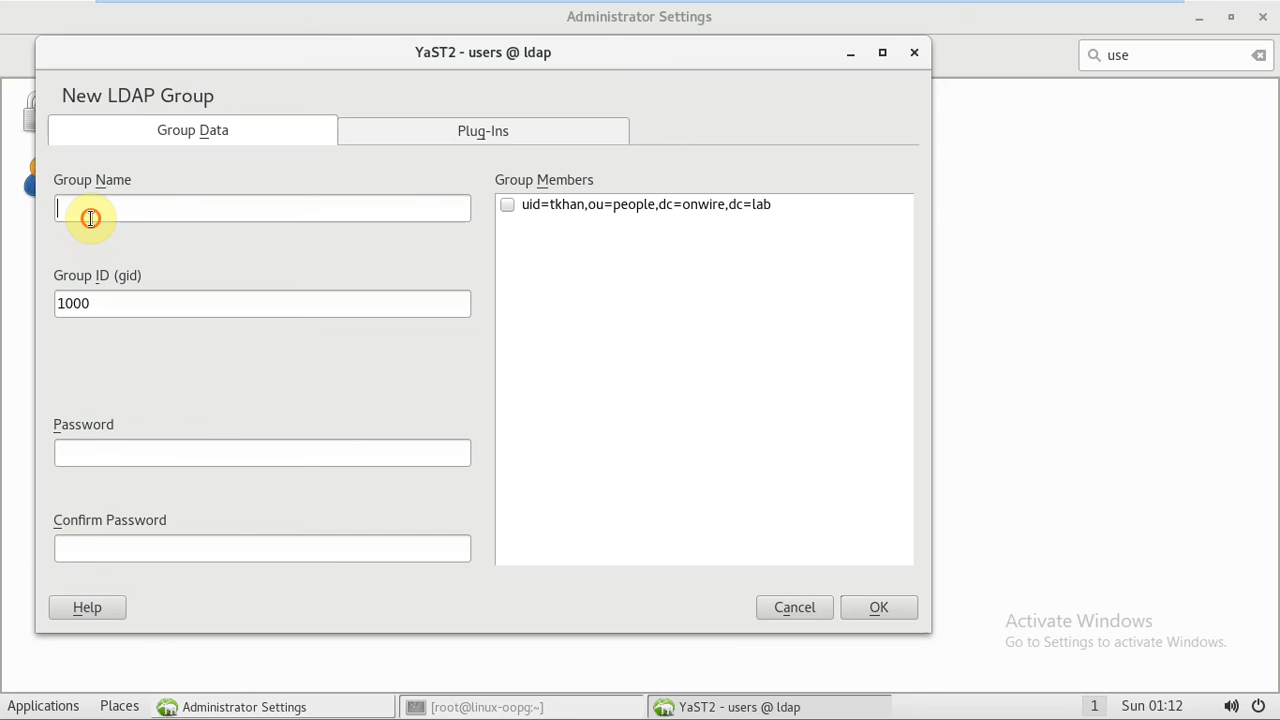 Administrator Settings
YaST2 - users @ ldap
use
New LDAP Group
Group Data
Plug-Ins
Group Name
Group Members
uid=tkhan,ou=people,dc=onwire,dc=lab
Group ID (gid)
1000
Password
Confirm Password
Help
Cancel
OK
Activate Windows
Go to Settings to activate Windows.
Applications
Places
Administrator Settings
[root@linux-oopg:~]
YaST2 - users @ ldap
1
Sun 01:12